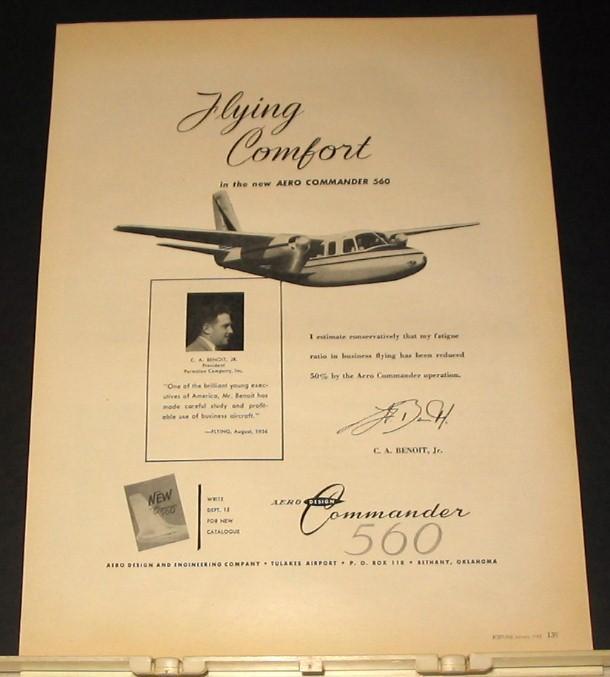 Flying
Comfort
in the new AERO COMMANDER 560
C. A. BENOIT, JR.
President
Company, Inc.
"One of the brilliant young exec-
utives of America, Mr. Benoit has
made careful study and profit-
able use of business aircraft."
—FLYING, August, 1954
I estimate conservatively that my fatigue
ratio in business flying has been reduced
50% by the Aero Commander operation.
C. A. BENOIT, Jr.
NEW
560
WRITE
DEPT. 15
FOR NEW
CATALOGUE
AERO DESIGN
Commander
560
AERO DESIGN AND ENGINEERING COMPANY • TULAKES AIRPORT • P. O. BOX 118 • BETHANY, OKLAHOMA
FORTUNE